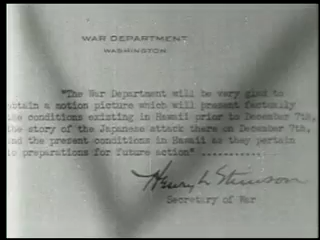 WAR DEPARTMENT
WASHINGTON
"The War Department will be very glad to
obtain a motion picture which will present factually
the conditions existing in Hawaii prior to December 7th,
the story of the Japanese attack there on December 7th,
and the present conditions in Hawaii as they pertain
to preparations for future action" ..........
Henry L Stimson
Secretary of War